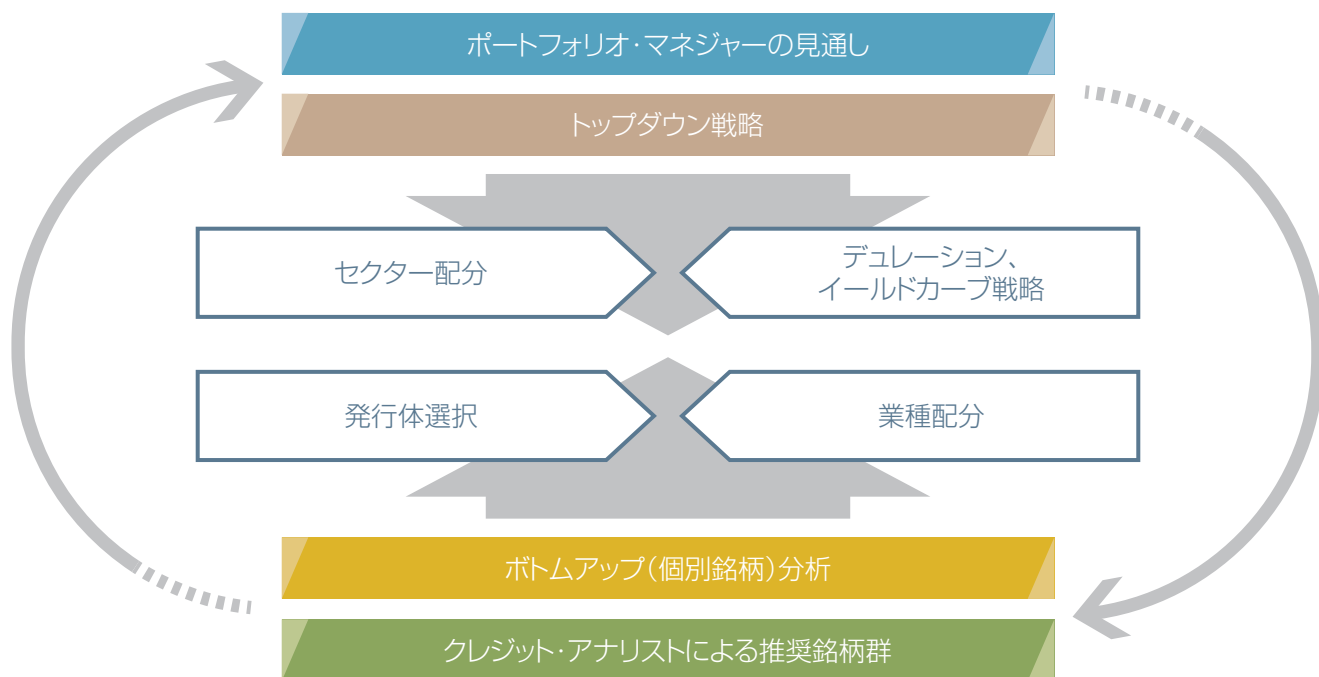 ポートフォリオ・マネジャーの見通し
トップダウン戦略
セクター配分
デュレーション、
イールドカーブ戦略
発行体選択
業種配分
ボトムアップ（個別銘柄）分析
クレジット・アナリストによる推奨銘柄群